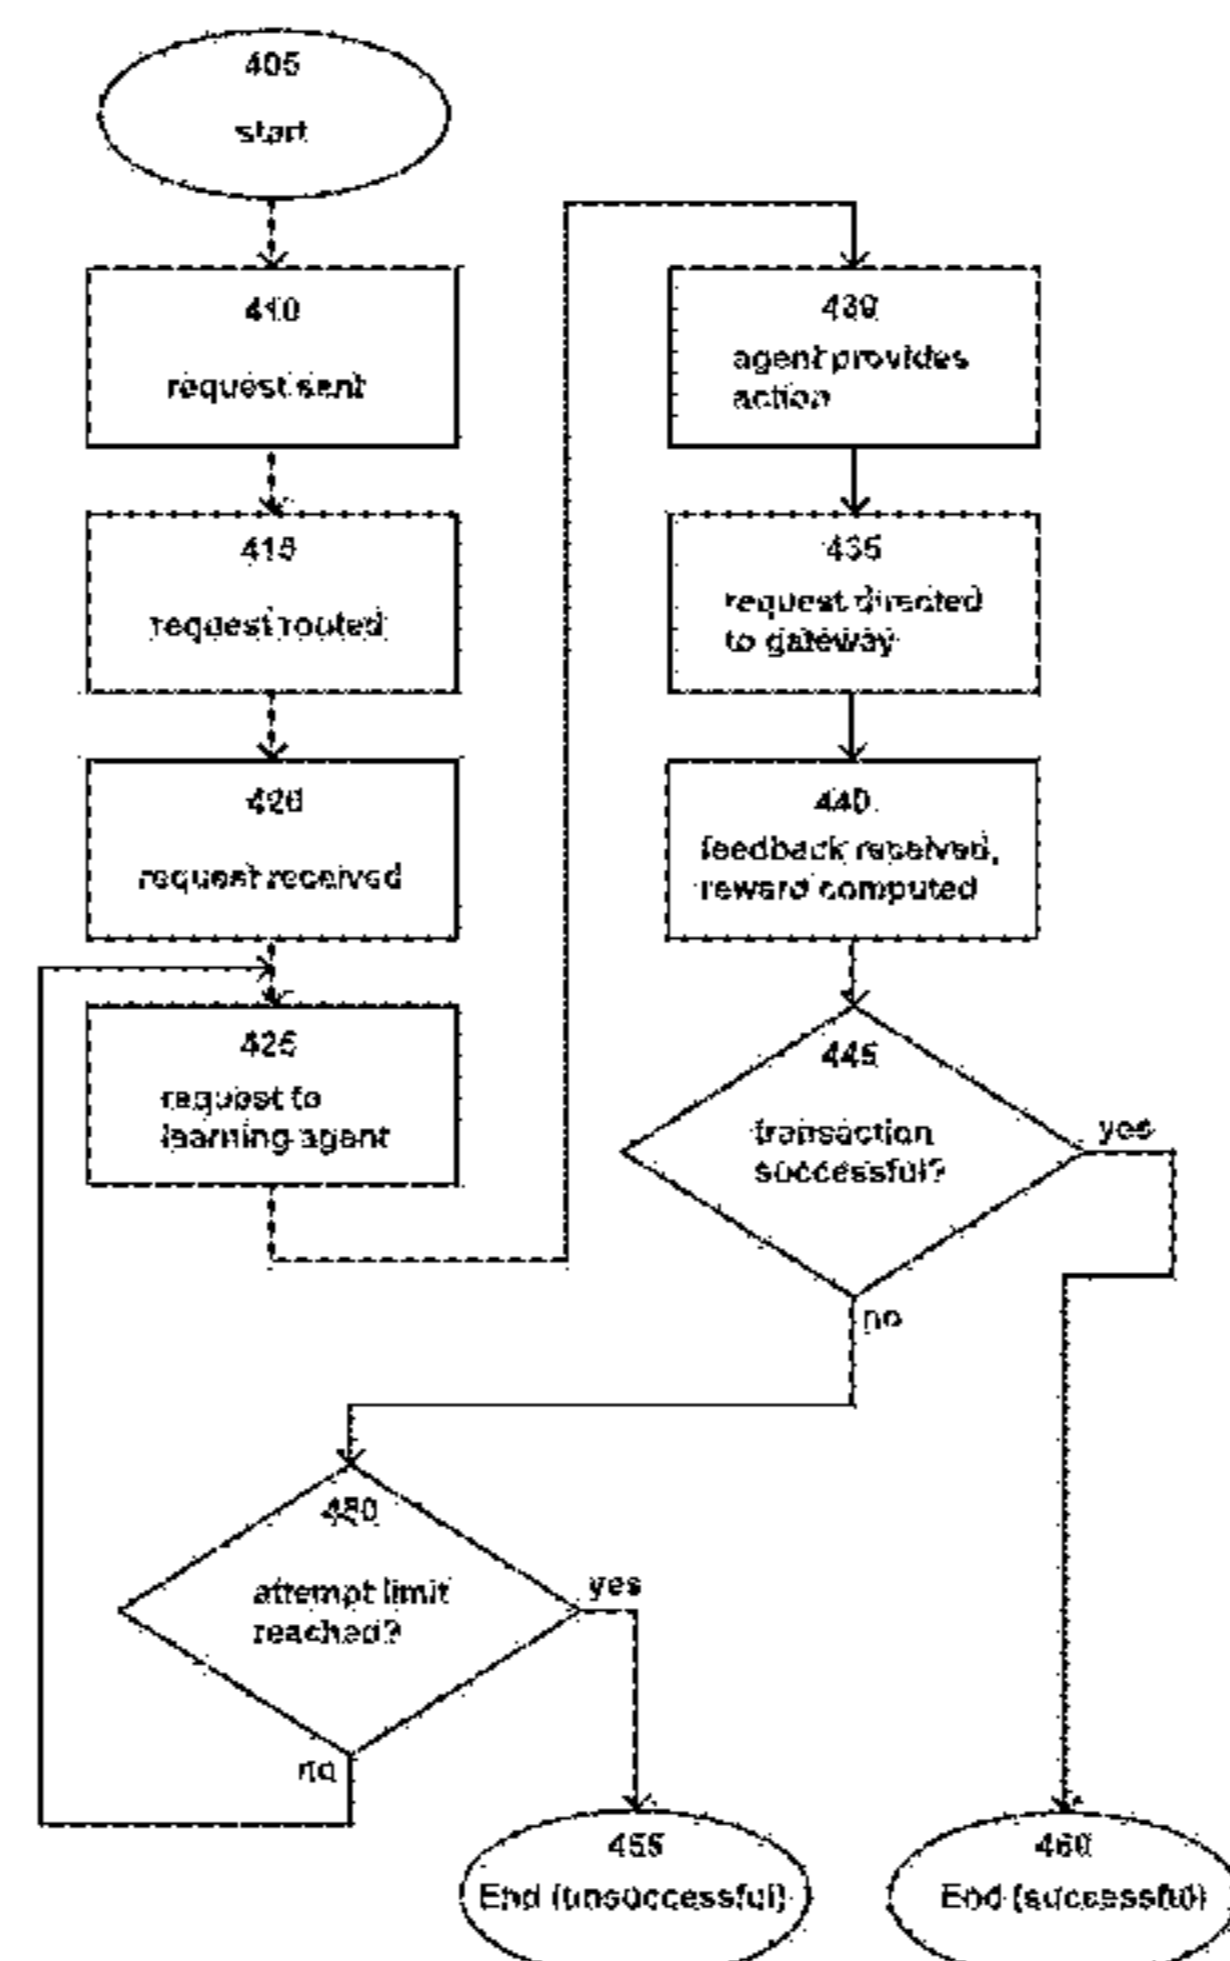 405
start
410
request sent
415
request routed
420
request received
425
request to
learning agent
430
agent provides
action
435
request directed
to gateway
440
feedback received,
reward computed
445
transaction
successful?
yes
no
450
attempt limit
reached?
yes
no
455
End (unsuccessful)
460
End (successful)